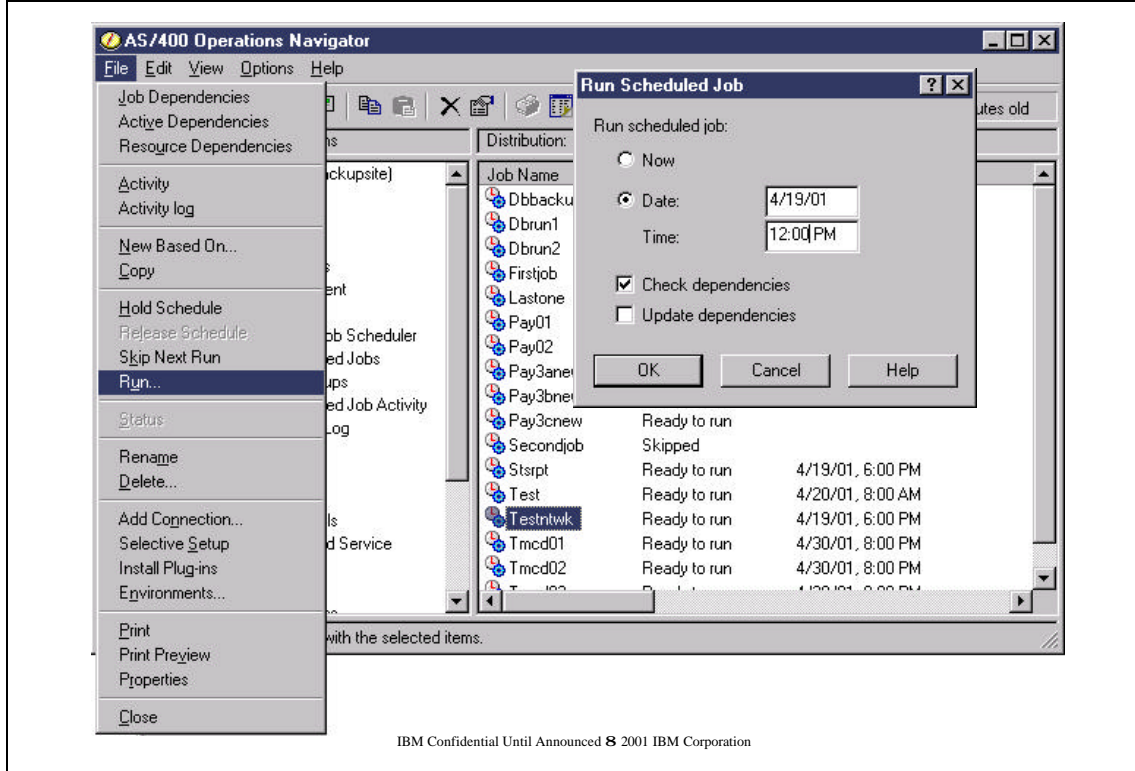 AS/400 Operations Navigator
File Edit View Options Help
Job Dependencies
Active Dependencies
Resource Dependencies
Activity
Activity log
New Based On...
Copy
Hold Schedule
Release Schedule
Skip Next Run
Run...
Status
Rename
Delete...
Add Connection...
Selective Setup
Install Plug-ins
Environments...
Print
Print Preview
Properties
Close
utes old
ns
ckupsite)
s
ent
ob Scheduler
ed Jobs
ups
ed Job Activity
Log
ls
d Service
with the selected items.
Distribution:
Job Name
Dbbacku
Dbrun1
Dbrun2
Firstjob
Lastone
Pay01
Pay02
Pay3ane
Pay3bne
Pay3cnew Ready to run
Secondjob Skipped
Stsrpt Ready to run 4/19/01, 6:00 PM
Test Ready to run 4/20/01, 8:00 AM
Testntwk Ready to run 4/19/01, 6:00 PM
Tmcd01 Ready to run 4/30/01, 8:00 PM
Tmcd02 Ready to run 4/30/01, 8:00 PM
Run Scheduled Job
Run scheduled job:
Now
Date: 4/19/01
Time: 12:00 PM
Check dependencies
Update dependencies
OK Cancel Help
IBM Confidential Until Announced 8 2001 IBM Corporation